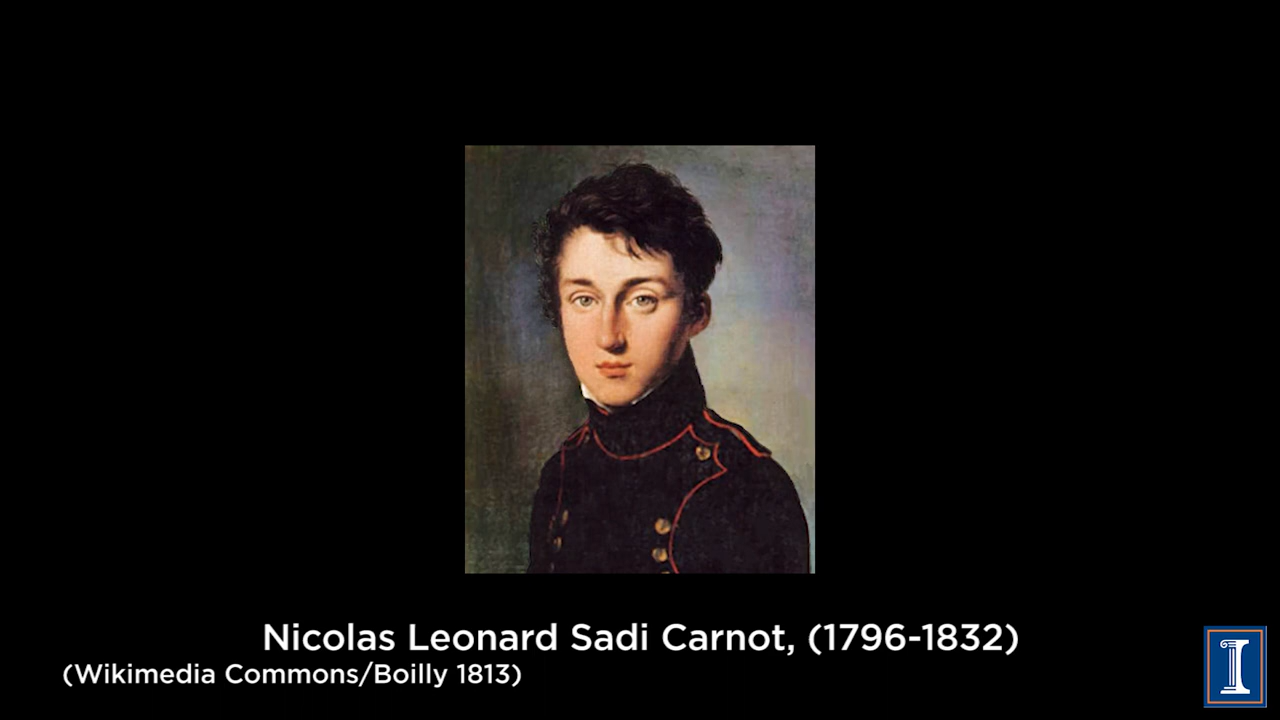 Nicolas Leonard Sadi Carnot, (1796-1832)
(Wikimedia Commons/Boilly 1813)